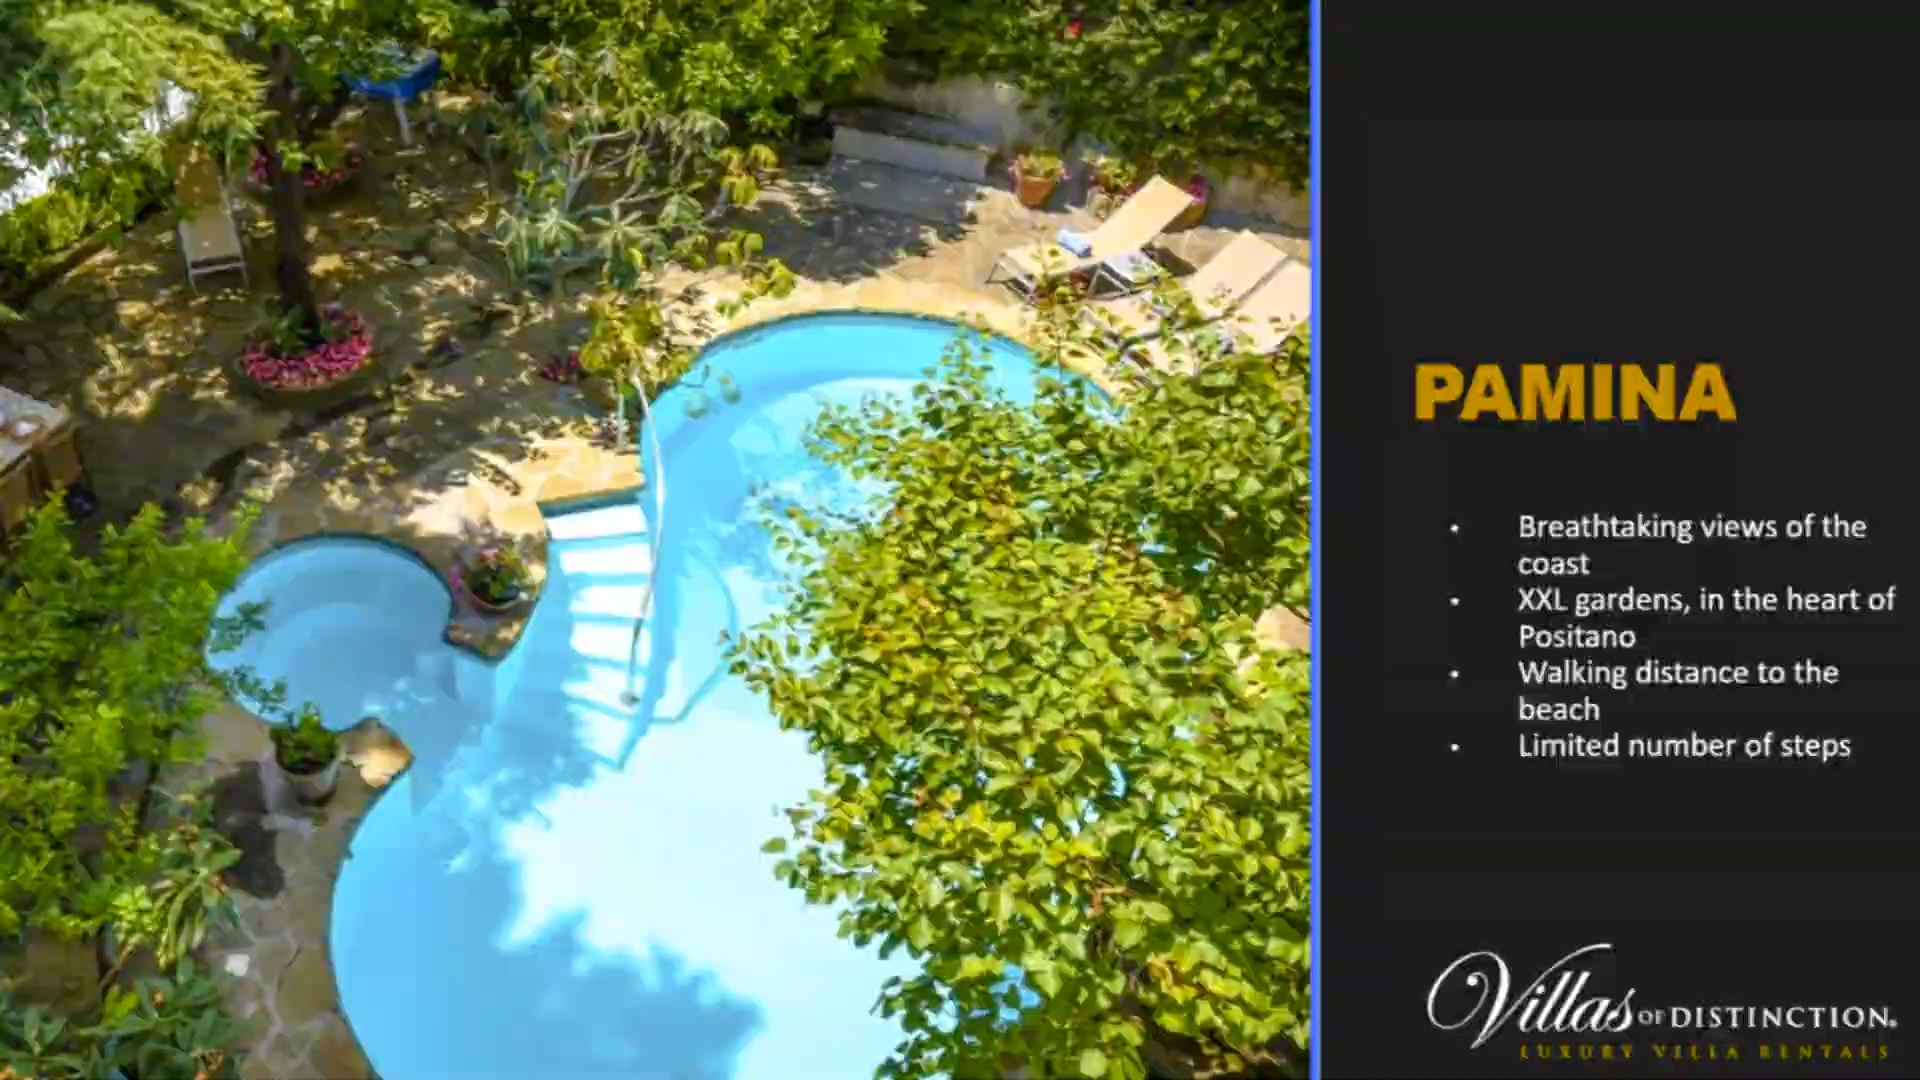 PAMINA
• Breathtaking views of the
coast
• XXL gardens, in the heart of
Positano
• Walking distance to the
beach
• Limited number of steps
Villas OF DISTINCTION.
LUXURY VILLA RENTALS